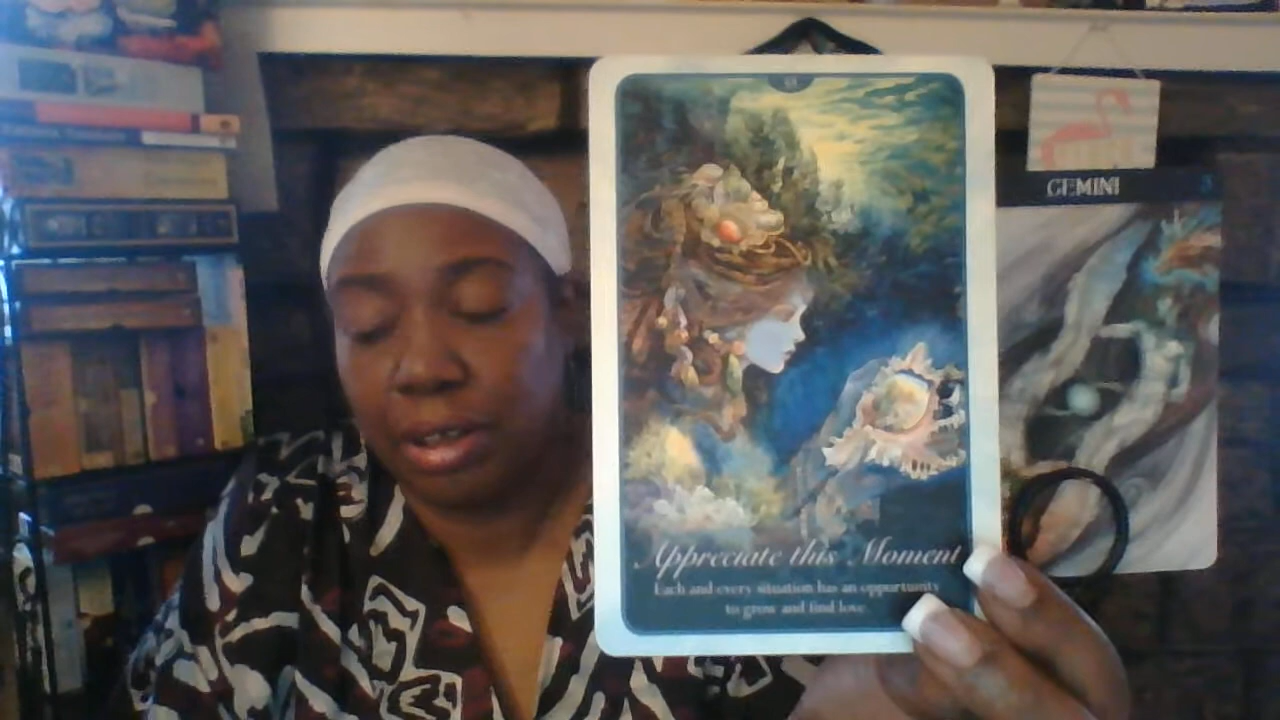 Appreciate this Moment
Each and every situation has an opportunity
to grow and find love
GEMINI